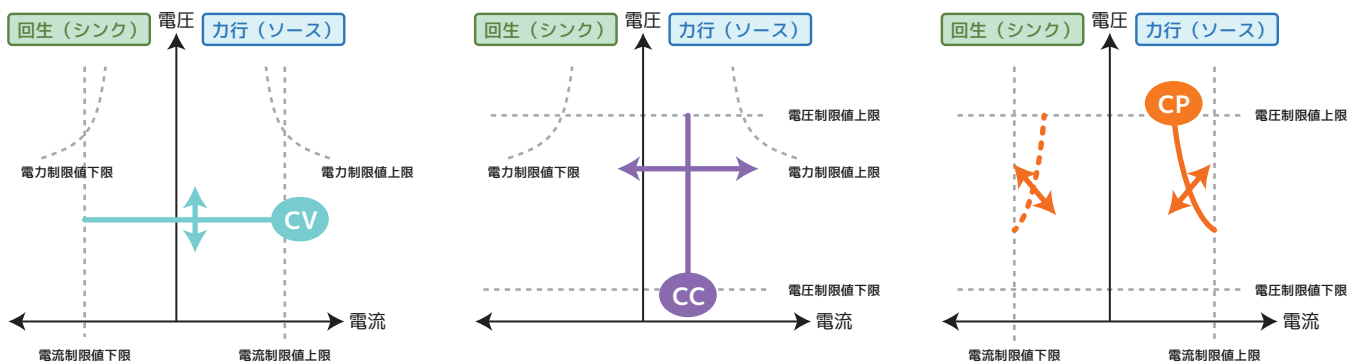 回生（シンク）
電圧
力行（ソース）
電力制限値下限
電力制限値上限
CV
電流
電流制限値下限
電流制限値上限
回生（シンク）
電圧
力行（ソース）
電圧制限値上限
電力制限値下限
電力制限値上限
CC
電圧制限値下限
電流
回生（シンク）
電圧
力行（ソース）
CP
電圧制限値上限
電圧制限値下限
電流
電流制限値下限
電流制限値上限